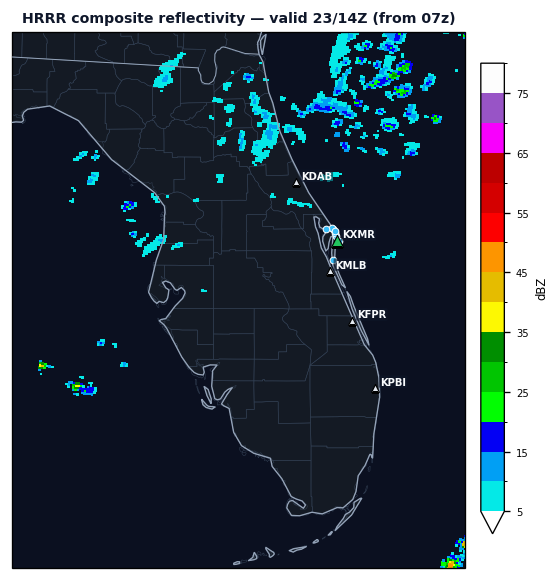 HRRR composite reflectivity — valid 23/14Z (from 07z)
KDAB
KXMR
KMLB
KFPR
KPBI
75
65
55
45
35
25
15
5
dBZ